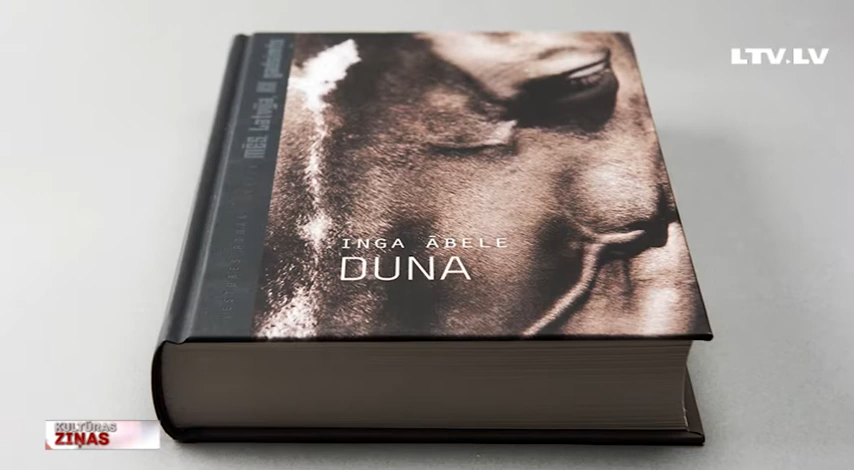 LTV.LV
mēs. Latvija, XX gadsimts
INGA ĀBELE
DUNA
KULTŪRAS
ZIŅAS